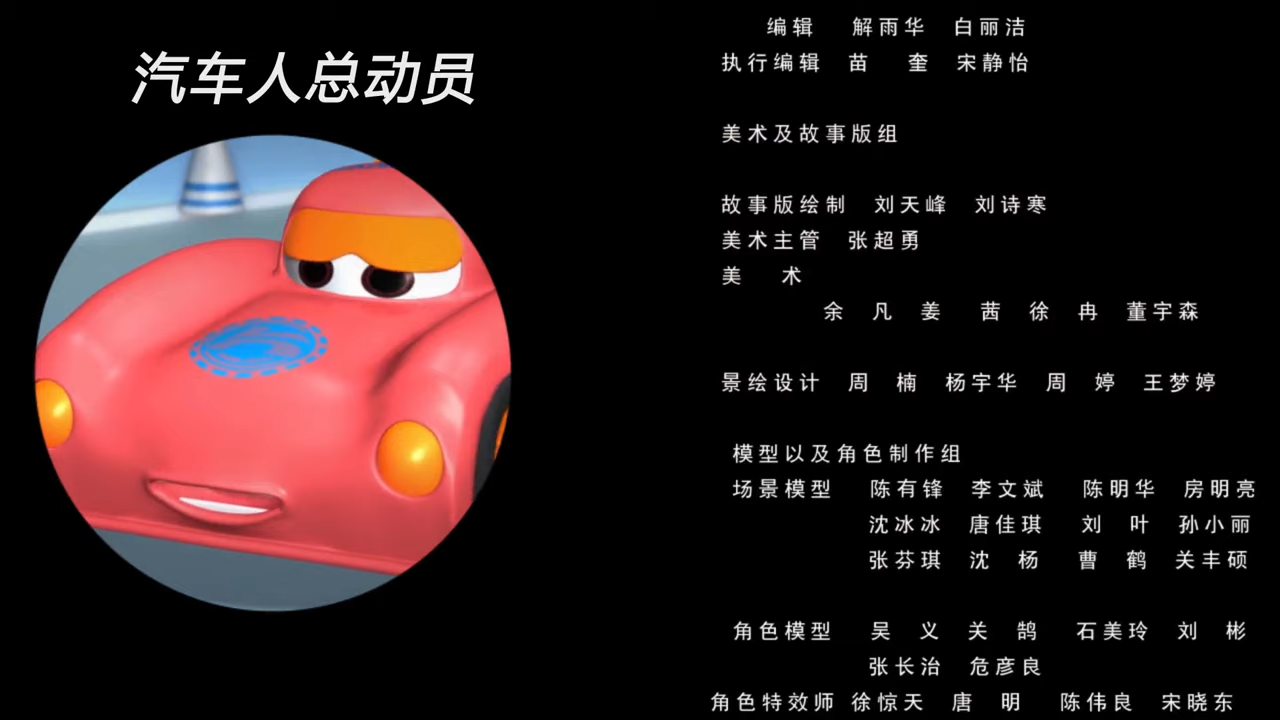 汽车人总动员
编辑 解雨华 白丽洁
执行编辑 苗 奎 宋静怡
美术及故事版组
故事版绘制 刘天峰 刘诗寒
美术主管 张超勇
美 术
余 凡 姜 茜 徐 冉 董宇森
景绘设计 周 楠 杨宇华 周 婷 王梦婷
模型以及角色制作组
场景模型 陈有锋 李文斌 陈明华 房明亮
沈冰冰 唐佳琪 刘 叶 孙小丽
张芬琪 沈 杨 曹 鹤 关丰硕
角色模型 吴 义 关 鹄 石美玲 刘 彬
张长治 危彦良
角色特效师 徐惊天 唐 明 陈伟良 宋晓东